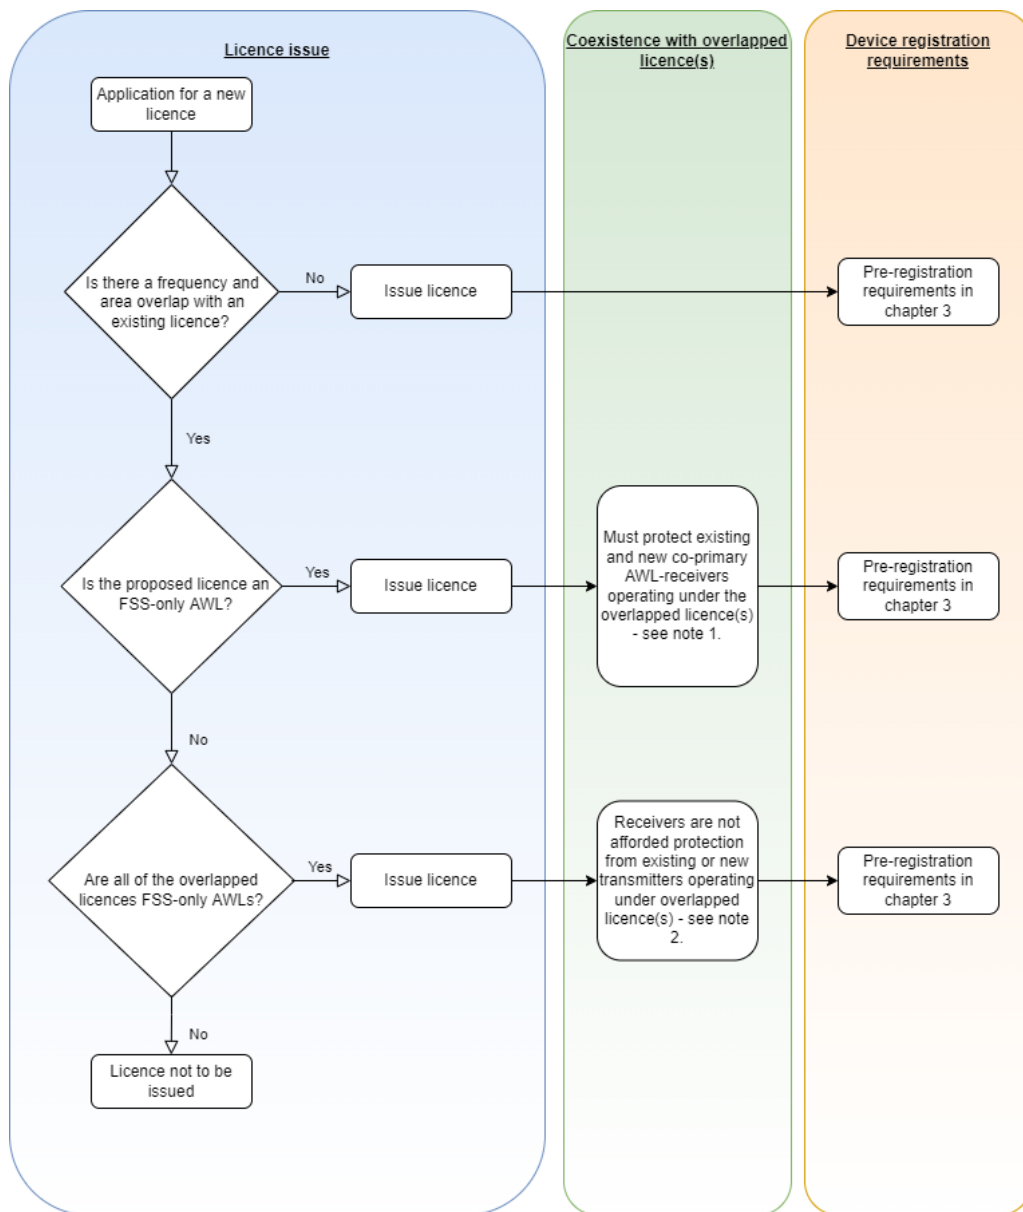 Licence issue
Coexistence with overlapped
licence(s)
Device registration
requirements
Application for a new
licence
Is there a frequency and
area overlap with an
existing licence?
No
Issue licence
Pre-registration
requirements in
chapter 3
Yes
Is the proposed licence an
FSS-only AWL?
Yes
Issue licence
Must protect existing
and new co-primary
AWL-receivers
operating under the
overlapped licence(s)
- see note 1.
Pre-registration
requirements in
chapter 3
No
Are all of the overlapped
licences FSS-only AWLs?
Yes
Issue licence
Receivers are not
afforded protection
from existing or new
transmitters operating
under overlapped
licence(s) - see note
2.
Pre-registration
requirements in
chapter 3
No
Licence not to be
issued